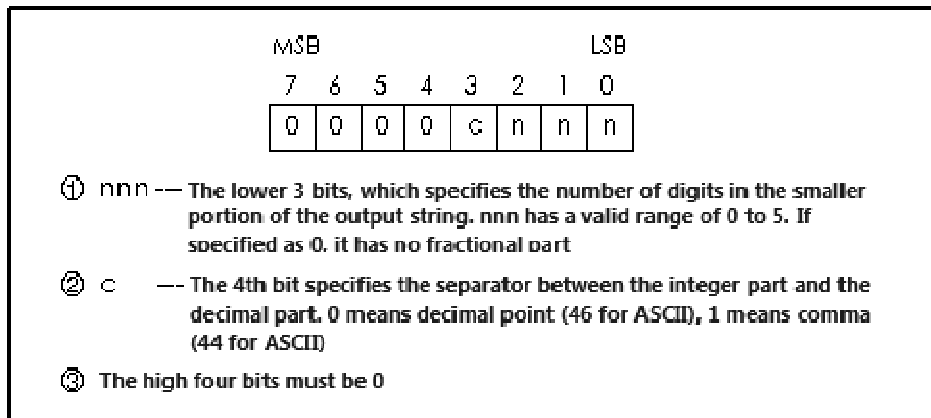 MSB LSB
7 6 5 4 3 2 1 0
0 0 0 0 c n n n
① nnn -— The lower 3 bits, which specifies the number of digits in the smaller
portion of the output string. nnn has a valid range of 0 to 5. If
specified as 0, it has no fractional part
② c -— The 4th bit specifies the separator between the integer part and the
decimal part. 0 means decimal point (46 for ASCII), 1 means comma
(44 for ASCII)
③ The high four bits must be 0